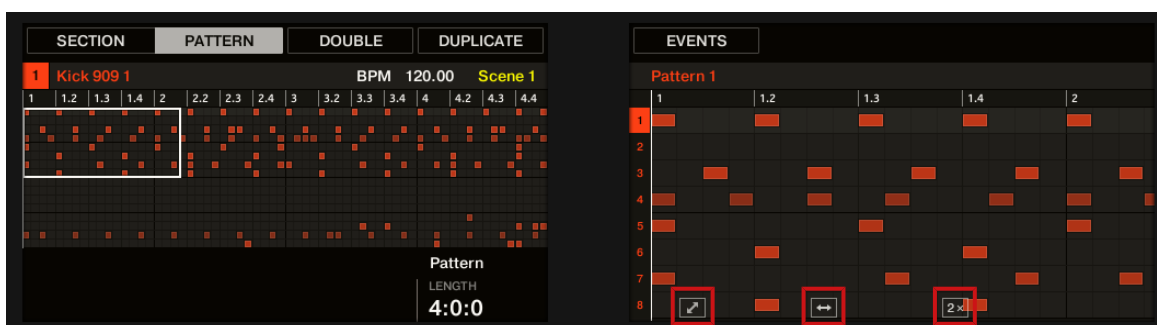 SECTION PATTERN DOUBLE DUPLICATE
1 Kick 909 1 BPM 120.00 Scene 1
1 1.2 1.3 1.4 2 2.2 2.3 2.4 3 3.2 3.3 3.4 4 4.2 4.3 4.4
Pattern
LENGTH
4:0:0
EVENTS
Pattern 1
1 1.2 1.3 1.4 2
1
2
3
4
5
6
7
8 2×